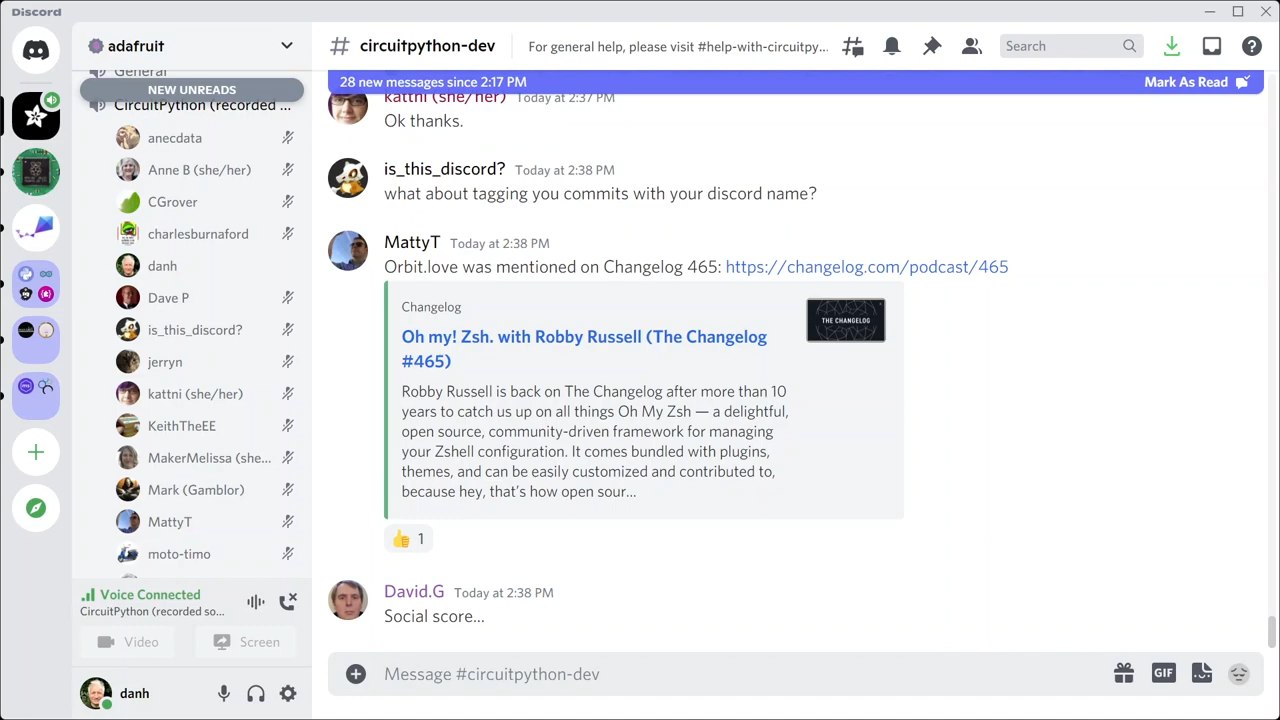 Discord
adafruit
General
NEW UNREADS
CircuitPython (recorded ...
anecdata
Anne B (she/her)
CGrover
charlesburnaford
danh
Dave P
is_this_discord?
jerryn
kattni (she/her)
KeithTheEE
MakerMelissa (she...
Mark (Gamblor)
MattyT
moto-timo
Voice Connected
CircuitPython (recorded so...
Video
Screen
danh
# circuitpython-dev
For general help, please visit #help-with-circuitpy...
Search
28 new messages since 2:17 PM
Mark As Read
kattni (she/her) Today at 2:37 PM
Ok thanks.
is_this_discord? Today at 2:38 PM
what about tagging you commits with your discord name?
MattyT Today at 2:38 PM
Orbit.love was mentioned on Changelog 465: https://changelog.com/podcast/465
Changelog
Oh my! Zsh. with Robby Russell (The Changelog
#465)
THE CHANGELOG
Robby Russell is back on The Changelog after more than 10
years to catch us up on all things Oh My Zsh — a delightful,
open source, community-driven framework for managing
your Zshell configuration. It comes bundled with plugins,
themes, and can be easily customized and contributed to,
because hey, that's how open sour...
1
David.G Today at 2:38 PM
Social score...
Message #circuitpython-dev
GIF